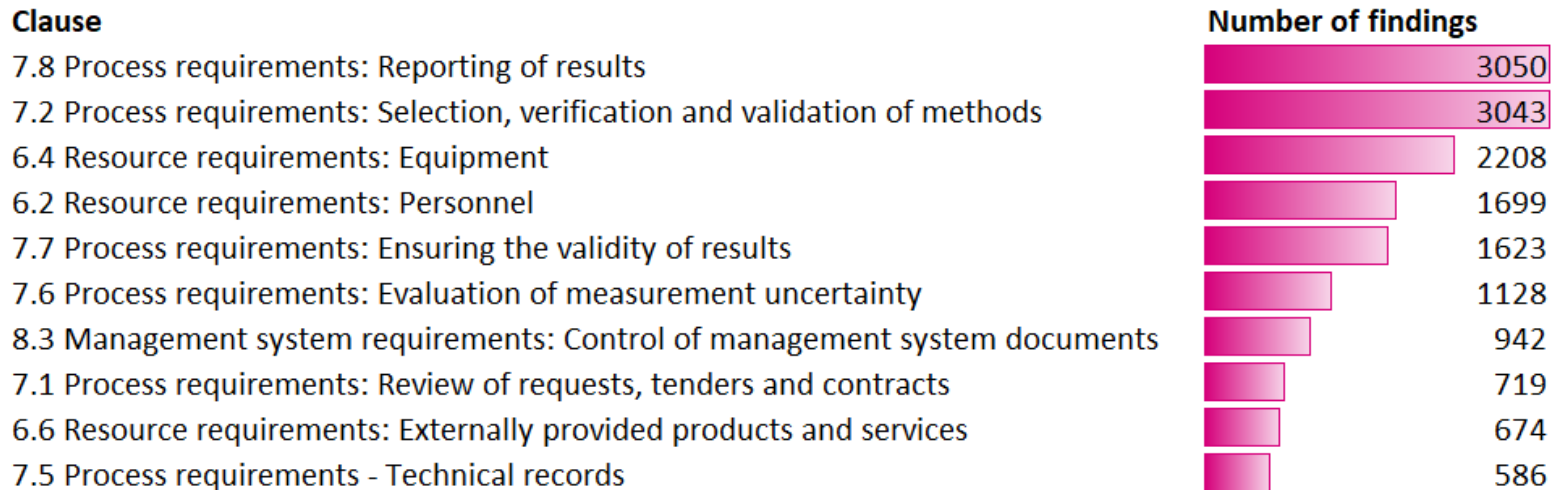 Clause Number of findings
7.8 Process requirements: Reporting of results 3050
7.2 Process requirements: Selection, verification and validation of methods 3043
6.4 Resource requirements: Equipment 2208
6.2 Resource requirements: Personnel 1699
7.7 Process requirements: Ensuring the validity of results 1623
7.6 Process requirements: Evaluation of measurement uncertainty 1128
8.3 Management system requirements: Control of management system documents 942
7.1 Process requirements: Review of requests, tenders and contracts 719
6.6 Resource requirements: Externally provided products and services 674
7.5 Process requirements - Technical records 586